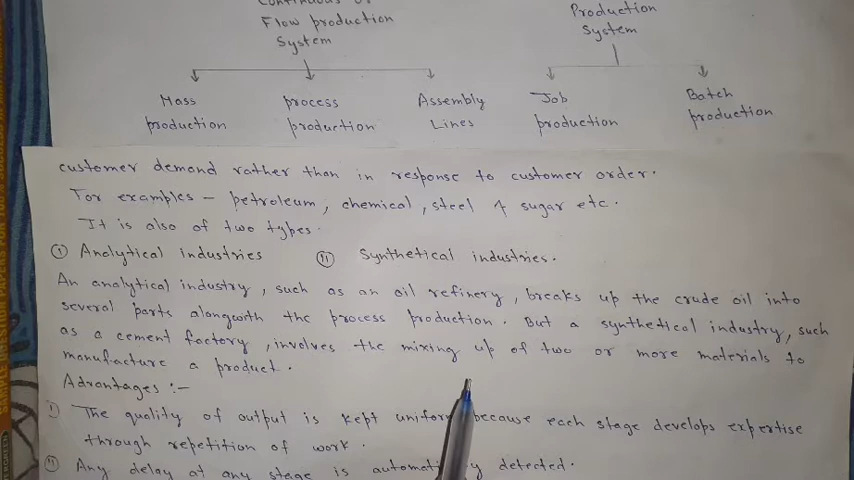 Flow production
System
Production
System
Mass
production
process
production
Assembly
Lines
Job
production
Batch
production
customer demand rather than in response to customer order.
For examples - petroleum, chemical, steel & sugar etc.
It is also of two types.
(i) Analytical industries (ii) Synthetical industries.
An analytical industry, such as an oil refinery, breaks up the crude oil into
several parts alongwith the process production. But a synthetical industry, such
as a cement factory, involves the mixing up of two or more materials to
manufacture a product.
Advantages :-
(i) The quality of output is kept uniform because each stage develops expertise
through repetition of work.
(ii) Any delay at any stage is automatically detected.